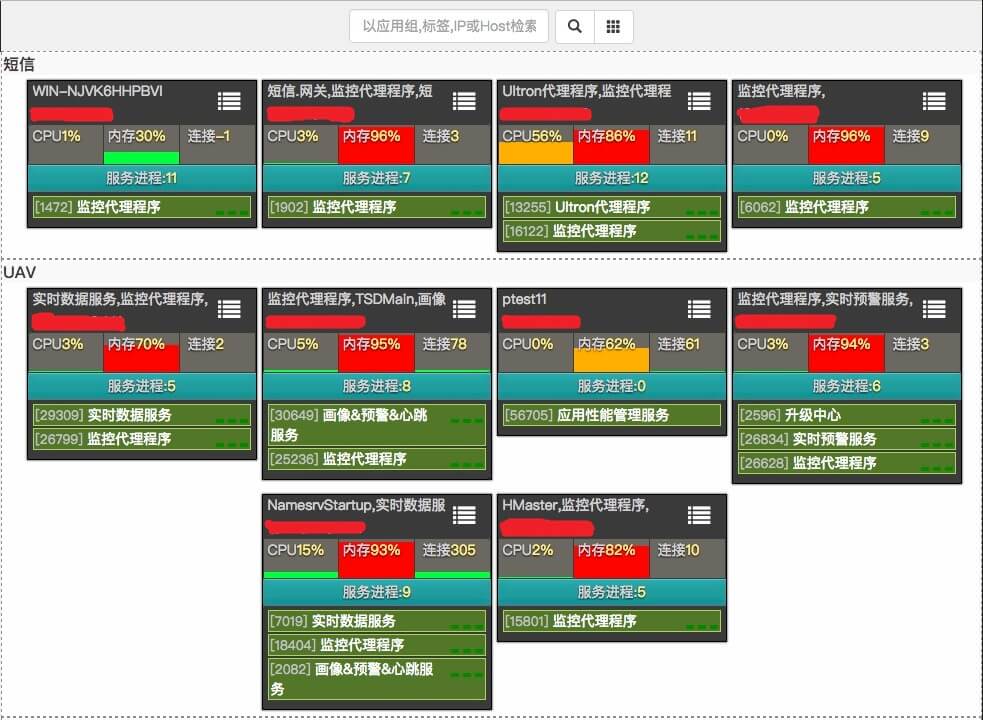 以应用组,标签,IP或Host检索
短信
WIN-NJVK6HHPBVI
CPU1% 内存30% 连接-1
服务进程:11
[1472] 监控代理程序
短信.网关,监控代理程序,短
CPU3% 内存96% 连接3
服务进程:7
[1902] 监控代理程序
Ultron代理程序,监控代理程
CPU56% 内存86% 连接11
服务进程:12
[13255] Ultron代理程序
[16122] 监控代理程序
监控代理程序,
CPU0% 内存96% 连接9
服务进程:5
[6062] 监控代理程序
UAV
实时数据服务,监控代理程序,
CPU3% 内存70% 连接2
服务进程:5
[29309] 实时数据服务
[26799] 监控代理程序
监控代理程序,TSDMain,画像
CPU5% 内存95% 连接78
服务进程:8
[30649] 画像&预警&心跳
服务
[25236] 监控代理程序
ptest11
CPU0% 内存62% 连接61
服务进程:0
[56705] 应用性能管理服务
监控代理程序,实时预警服务,
CPU3% 内存94% 连接3
服务进程:6
[2596] 升级中心
[26834] 实时预警服务
[26628] 监控代理程序
NamesrvStartup,实时数据服
CPU15% 内存93% 连接305
服务进程:9
[7019] 实时数据服务
[18404] 监控代理程序
[2082] 画像&预警&心跳服
务
HMaster,监控代理程序,
CPU2% 内存82% 连接10
服务进程:5
[15801] 监控代理程序